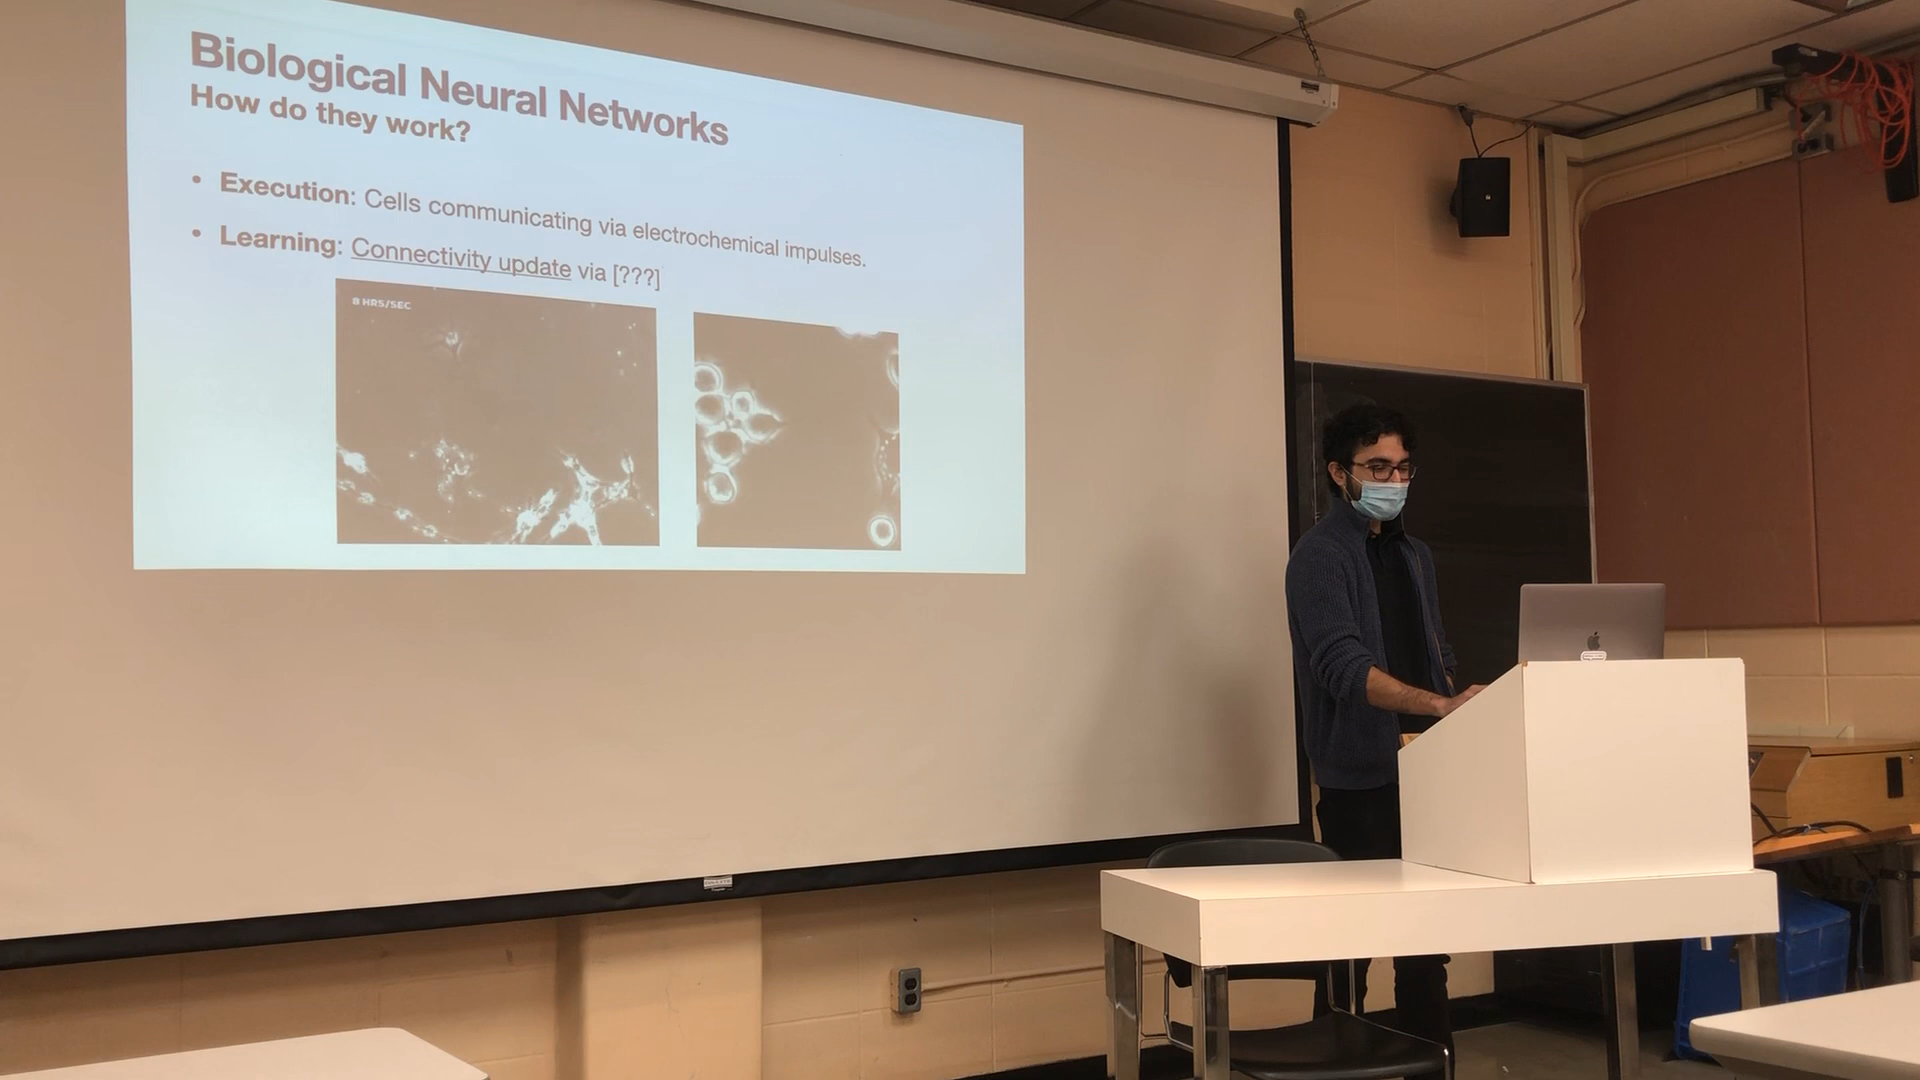 Biological Neural Networks
How do they work?
• Execution: Cells communicating via electrochemical impulses.
• Learning: Connectivity update via [???]
8 HRS/SEC